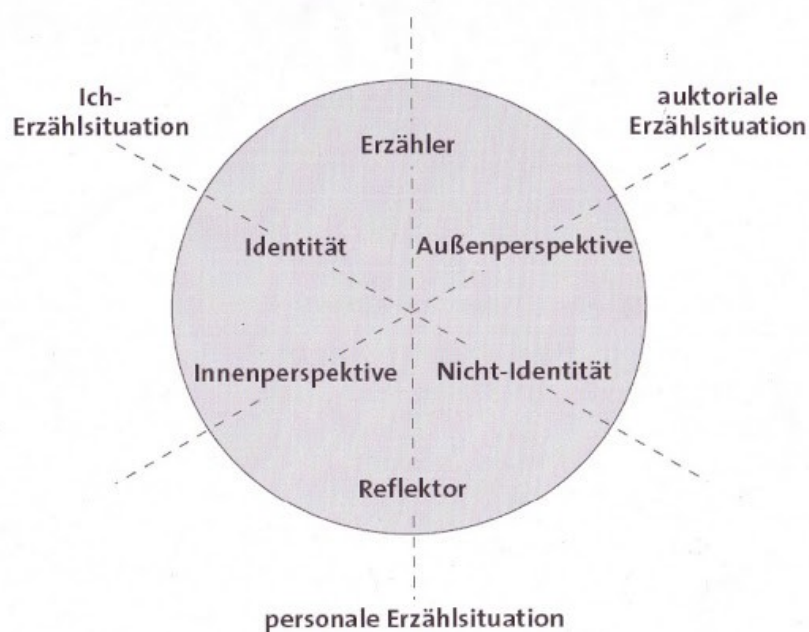 Ich-
Erzählsituation
auktoriale
Erzählsituation
Erzähler
Identität
Außenperspektive
Innenperspektive
Nicht-Identität
Reflektor
personale Erzählsituation